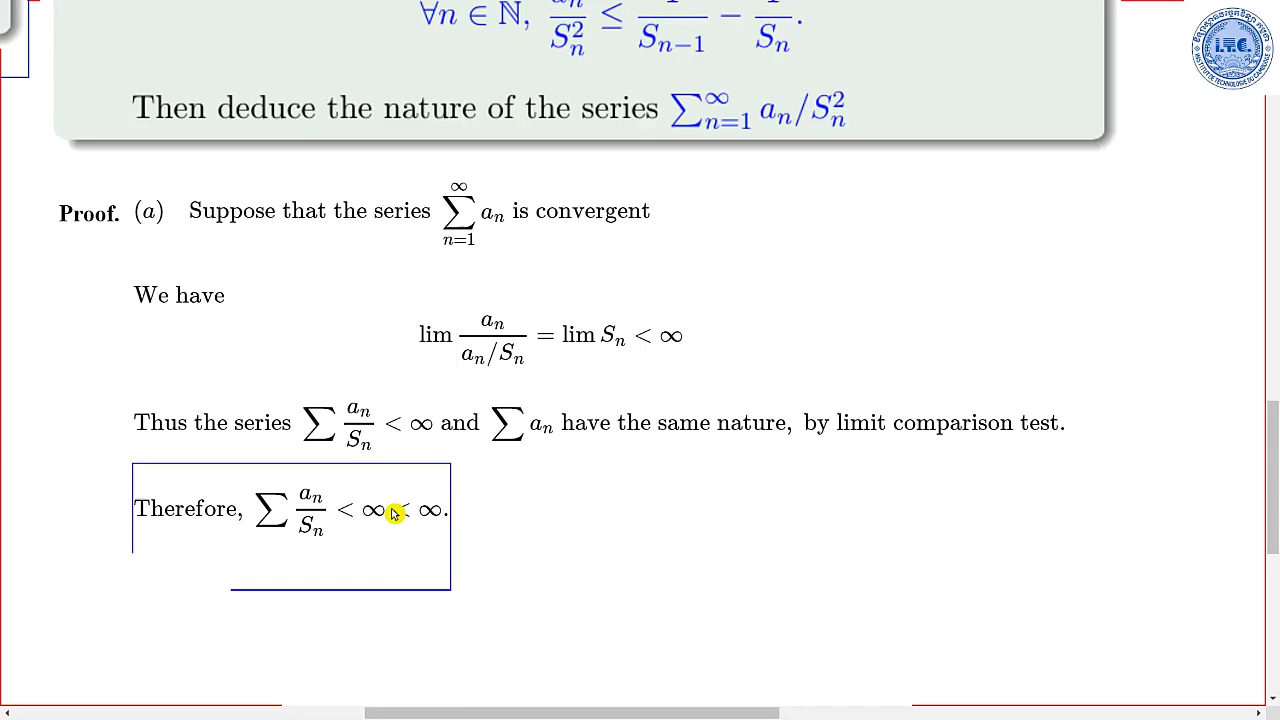 ∀n ∈ ℕ, a_n/S_n^2 ≤ 1/S_{n−1} − 1/S_n.
Then deduce the nature of the series ∑_{n=1}^∞ a_n/S_n^2
Proof. (a) Suppose that the series ∑_{n=1}^∞ a_n is convergent
We have
lim a_n/(a_n/S_n) = lim S_n < ∞
Thus the series ∑ a_n/S_n < ∞ and ∑ a_n have the same nature, by limit comparison test.
Therefore, ∑ a_n/S_n < ∞ < ∞.
I.T.C.